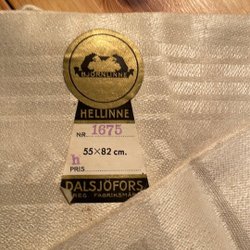 BJÖRNLINNE
HELLINNE
NR. 1675
55×82 cm.
h
PRIS
DALSJÖFORS
REG. FABRIKSMÄRKE